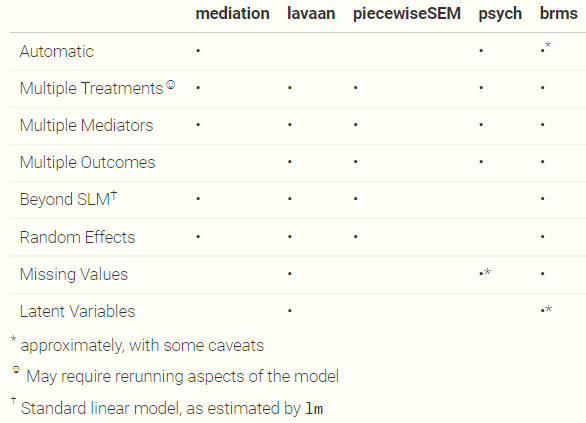 mediation lavaan piecewiseSEM psych brms
Automatic • • •*
Multiple Treatments☺ • • • • •
Multiple Mediators • • • • •
Multiple Outcomes • • • •
Beyond SLM† • • • •
Random Effects • • • •
Missing Values • •* •
Latent Variables • •*
* approximately, with some caveats
☺ May require rerunning aspects of the model
† Standard linear model, as estimated by lm